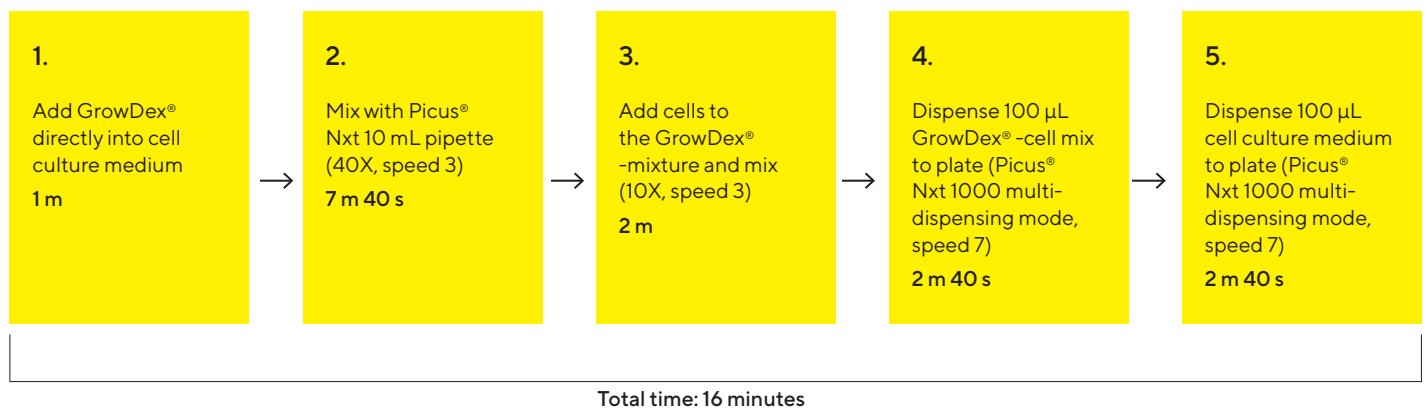 1.
Add GrowDex®
directly into cell
culture medium
1 m
2.
Mix with Picus®
Nxt 10 mL pipette
(40X, speed 3)
7 m 40 s
3.
Add cells to
the GrowDex®
-mixture and mix
(10X, speed 3)
2 m
4.
Dispense 100 µL
GrowDex® -cell mix
to plate (Picus®
Nxt 1000 multi-
dispensing mode,
speed 7)
2 m 40 s
5.
Dispense 100 µL
cell culture medium
to plate (Picus®
Nxt 1000 multi-
dispensing mode,
speed 7)
2 m 40 s
Total time: 16 minutes